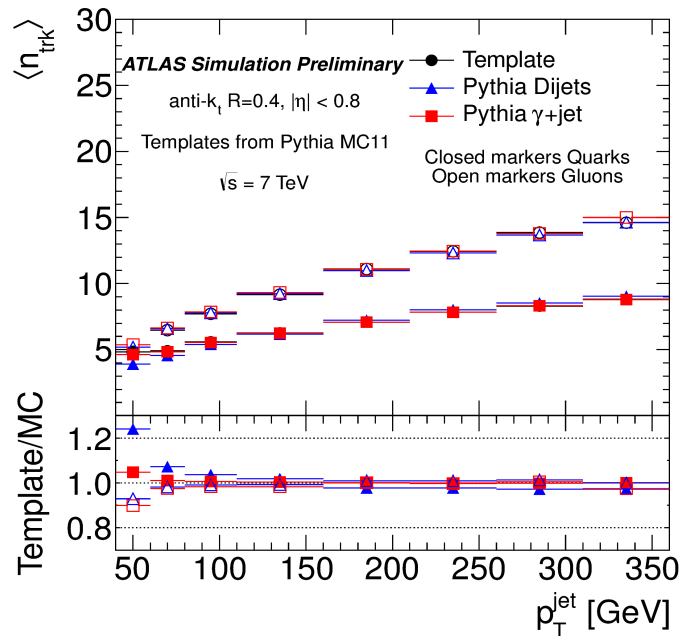 ⟨n_trk⟩
30
25
20
15
10
5
ATLAS Simulation Preliminary
anti-k_t R=0.4, |η| < 0.8
Templates from Pythia MC11
√s = 7 TeV
Template
Pythia Dijets
Pythia γ+jet
Closed markers Quarks
Open markers Gluons
Template/MC
1.2
1.0
0.8
50 100 150 200 250 300 350
p_T^jet [GeV]